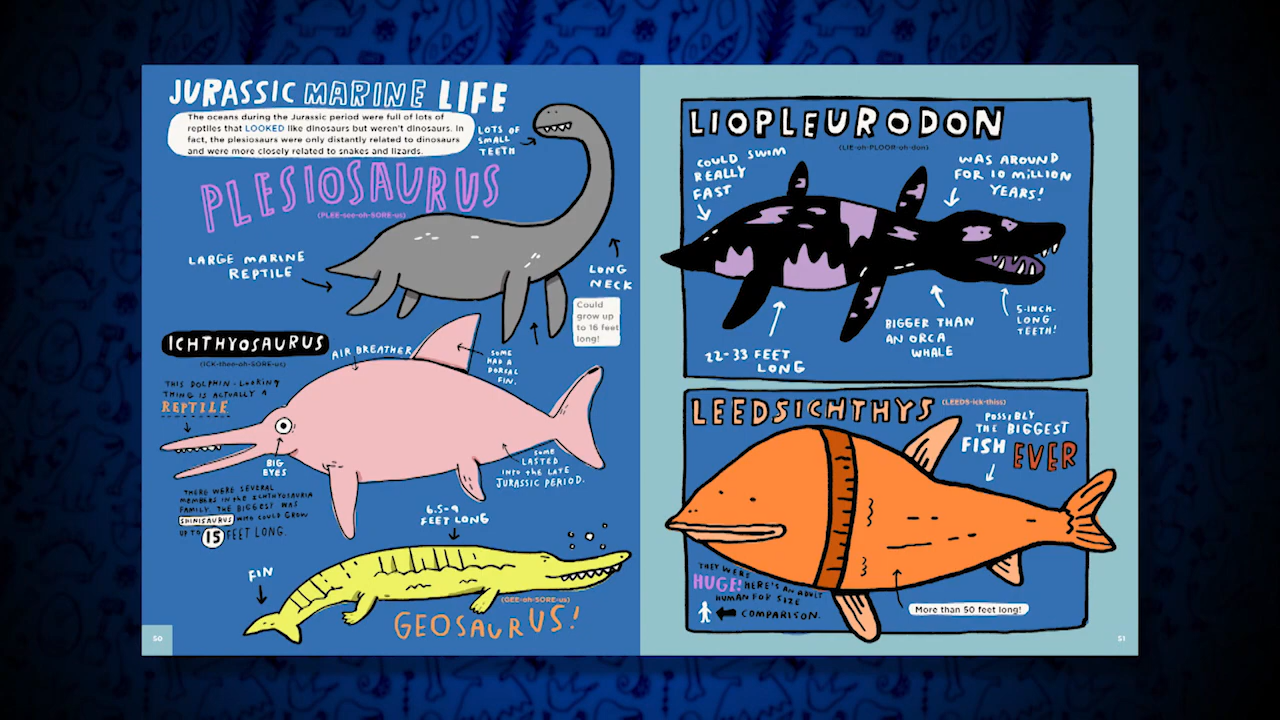 JURASSIC MARINE LIFE
The oceans during the Jurassic period were full of lots of
reptiles that LOOKED like dinosaurs but weren't dinosaurs. In
fact, the plesiosaurs were only distantly related to dinosaurs
and were more closely related to snakes and lizards.
LOTS OF
SMALL
TEETH
PLESIOSAURUS
(PLEE-see-oh-SORE-us)
LARGE MARINE
REPTILE
LONG
NECK
Could
grow up
to 16 feet
long!
ICHTHYOSAURUS
(ICK-thee-oh-SORE-us)
AIR BREATHER
SOME
HAD A
DORSAL
FIN.
THIS DOLPHIN-LOOKING
THING IS ACTUALLY A
REPTILE
BIG
EYES
SOME
LASTED
INTO the LATE
JURASSIC PERIOD.
THERE WERE SEVERAL
MEMBERS IN the ICHTHYOSAURIA
FAMILY. THE BIGGEST WAS
SHINISAURUS WHO COULD GROW
UP TO 15 FEET LONG.
6.5-9
FEET LONG
FIN
(GEE-oh-SORE-us)
GEOSAURUS!
50
LIOPLEURODON
(LIE-oh-PLOOR-oh-don)
COULD SWIM
REALLY
FAST
WAS AROUND
FOR 10 MILLION
YEARS!
22-33 FEET
LONG
BIGGER THAN
AN ORCA
WHALE
5-INCH-
LONG
TEETH!
LEEDSICHTHYS
(LEEDS-ick-thiss)
POSSIBLY
THE BIGGEST
FISH EVER
THEY WERE
HUGE! HERE'S AN ADULT
HUMAN FOR SIZE
COMPARISON.
More than 50 feet long!
51